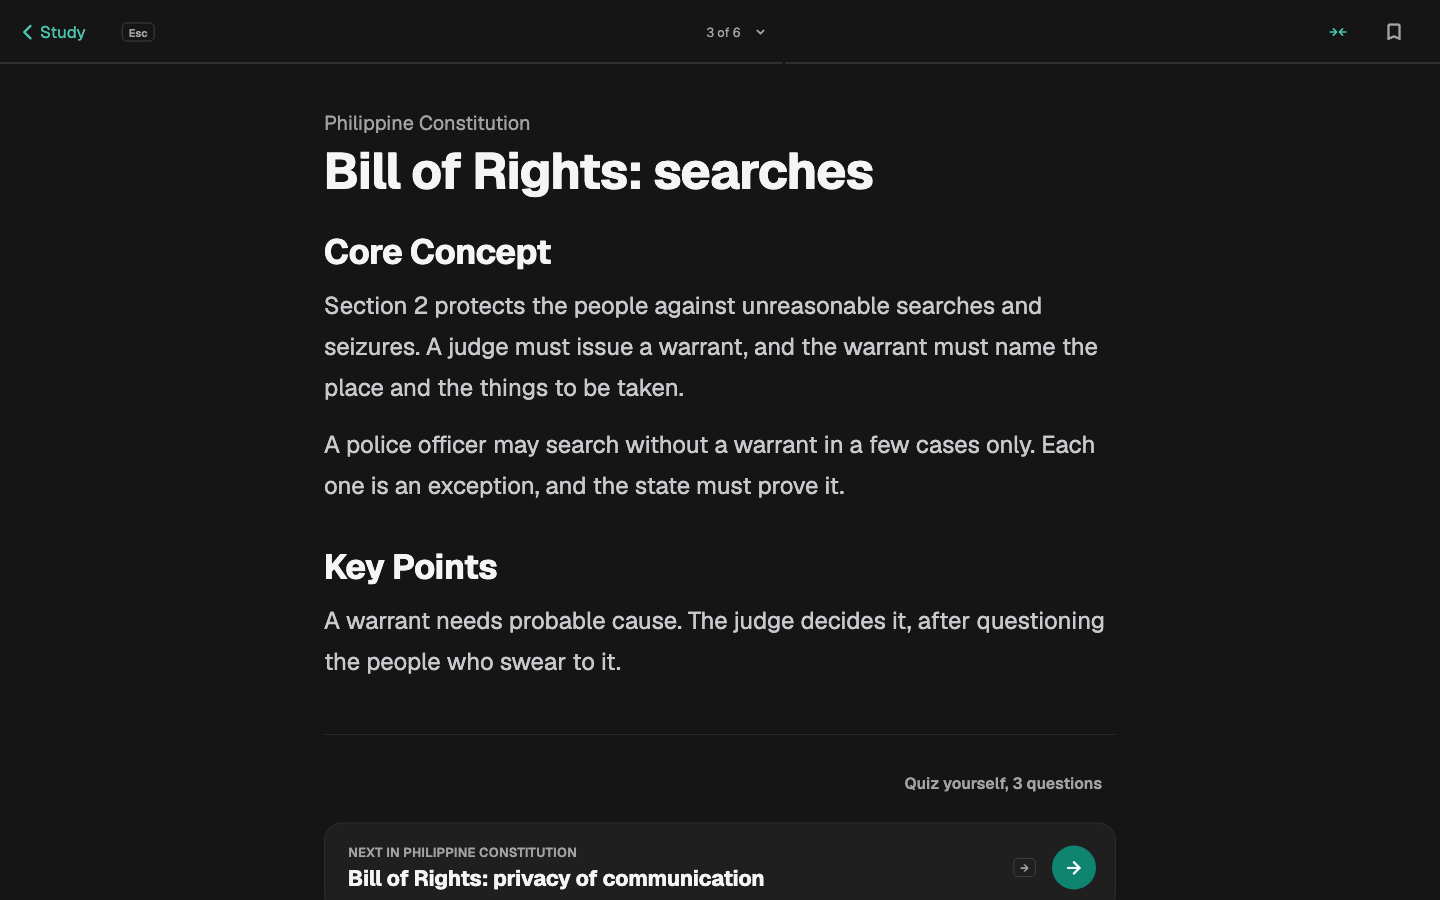 Study
Esc
3 of 6
Philippine Constitution
Bill of Rights: searches
Core Concept
Section 2 protects the people against unreasonable searches and
seizures. A judge must issue a warrant, and the warrant must name the
place and the things to be taken.
A police officer may search without a warrant in a few cases only. Each
one is an exception, and the state must prove it.
Key Points
A warrant needs probable cause. The judge decides it, after questioning
the people who swear to it.
Quiz yourself, 3 questions
NEXT IN PHILIPPINE CONSTITUTION
Bill of Rights: privacy of communication